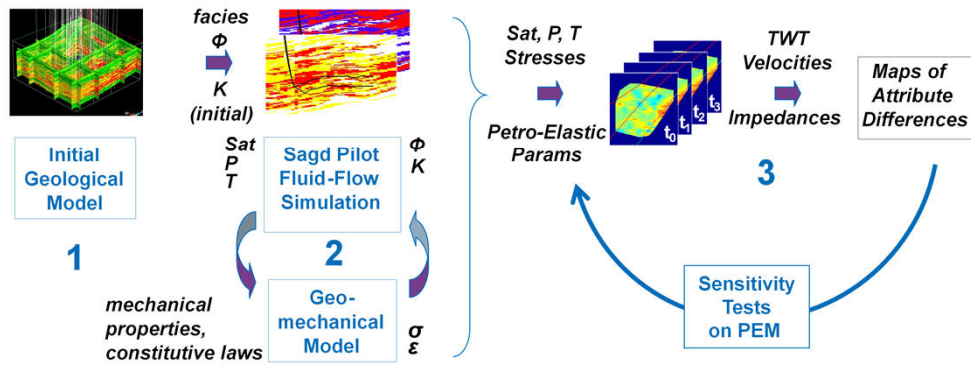 facies
Φ
K
(initial)
Initial
Geological
Model
1
Sat
P
T
Sagd Pilot
Fluid-Flow
Simulation
Φ
K
2
mechanical
properties,
constitutive laws
Geo-
mechanical
Model
σ
ε
Sat, P, T
Stresses
Petro-Elastic
Params
t0
t1
t2
t3
TWT
Velocities
Impedances
3
Maps of
Attribute
Differences
Sensitivity
Tests
on PEM